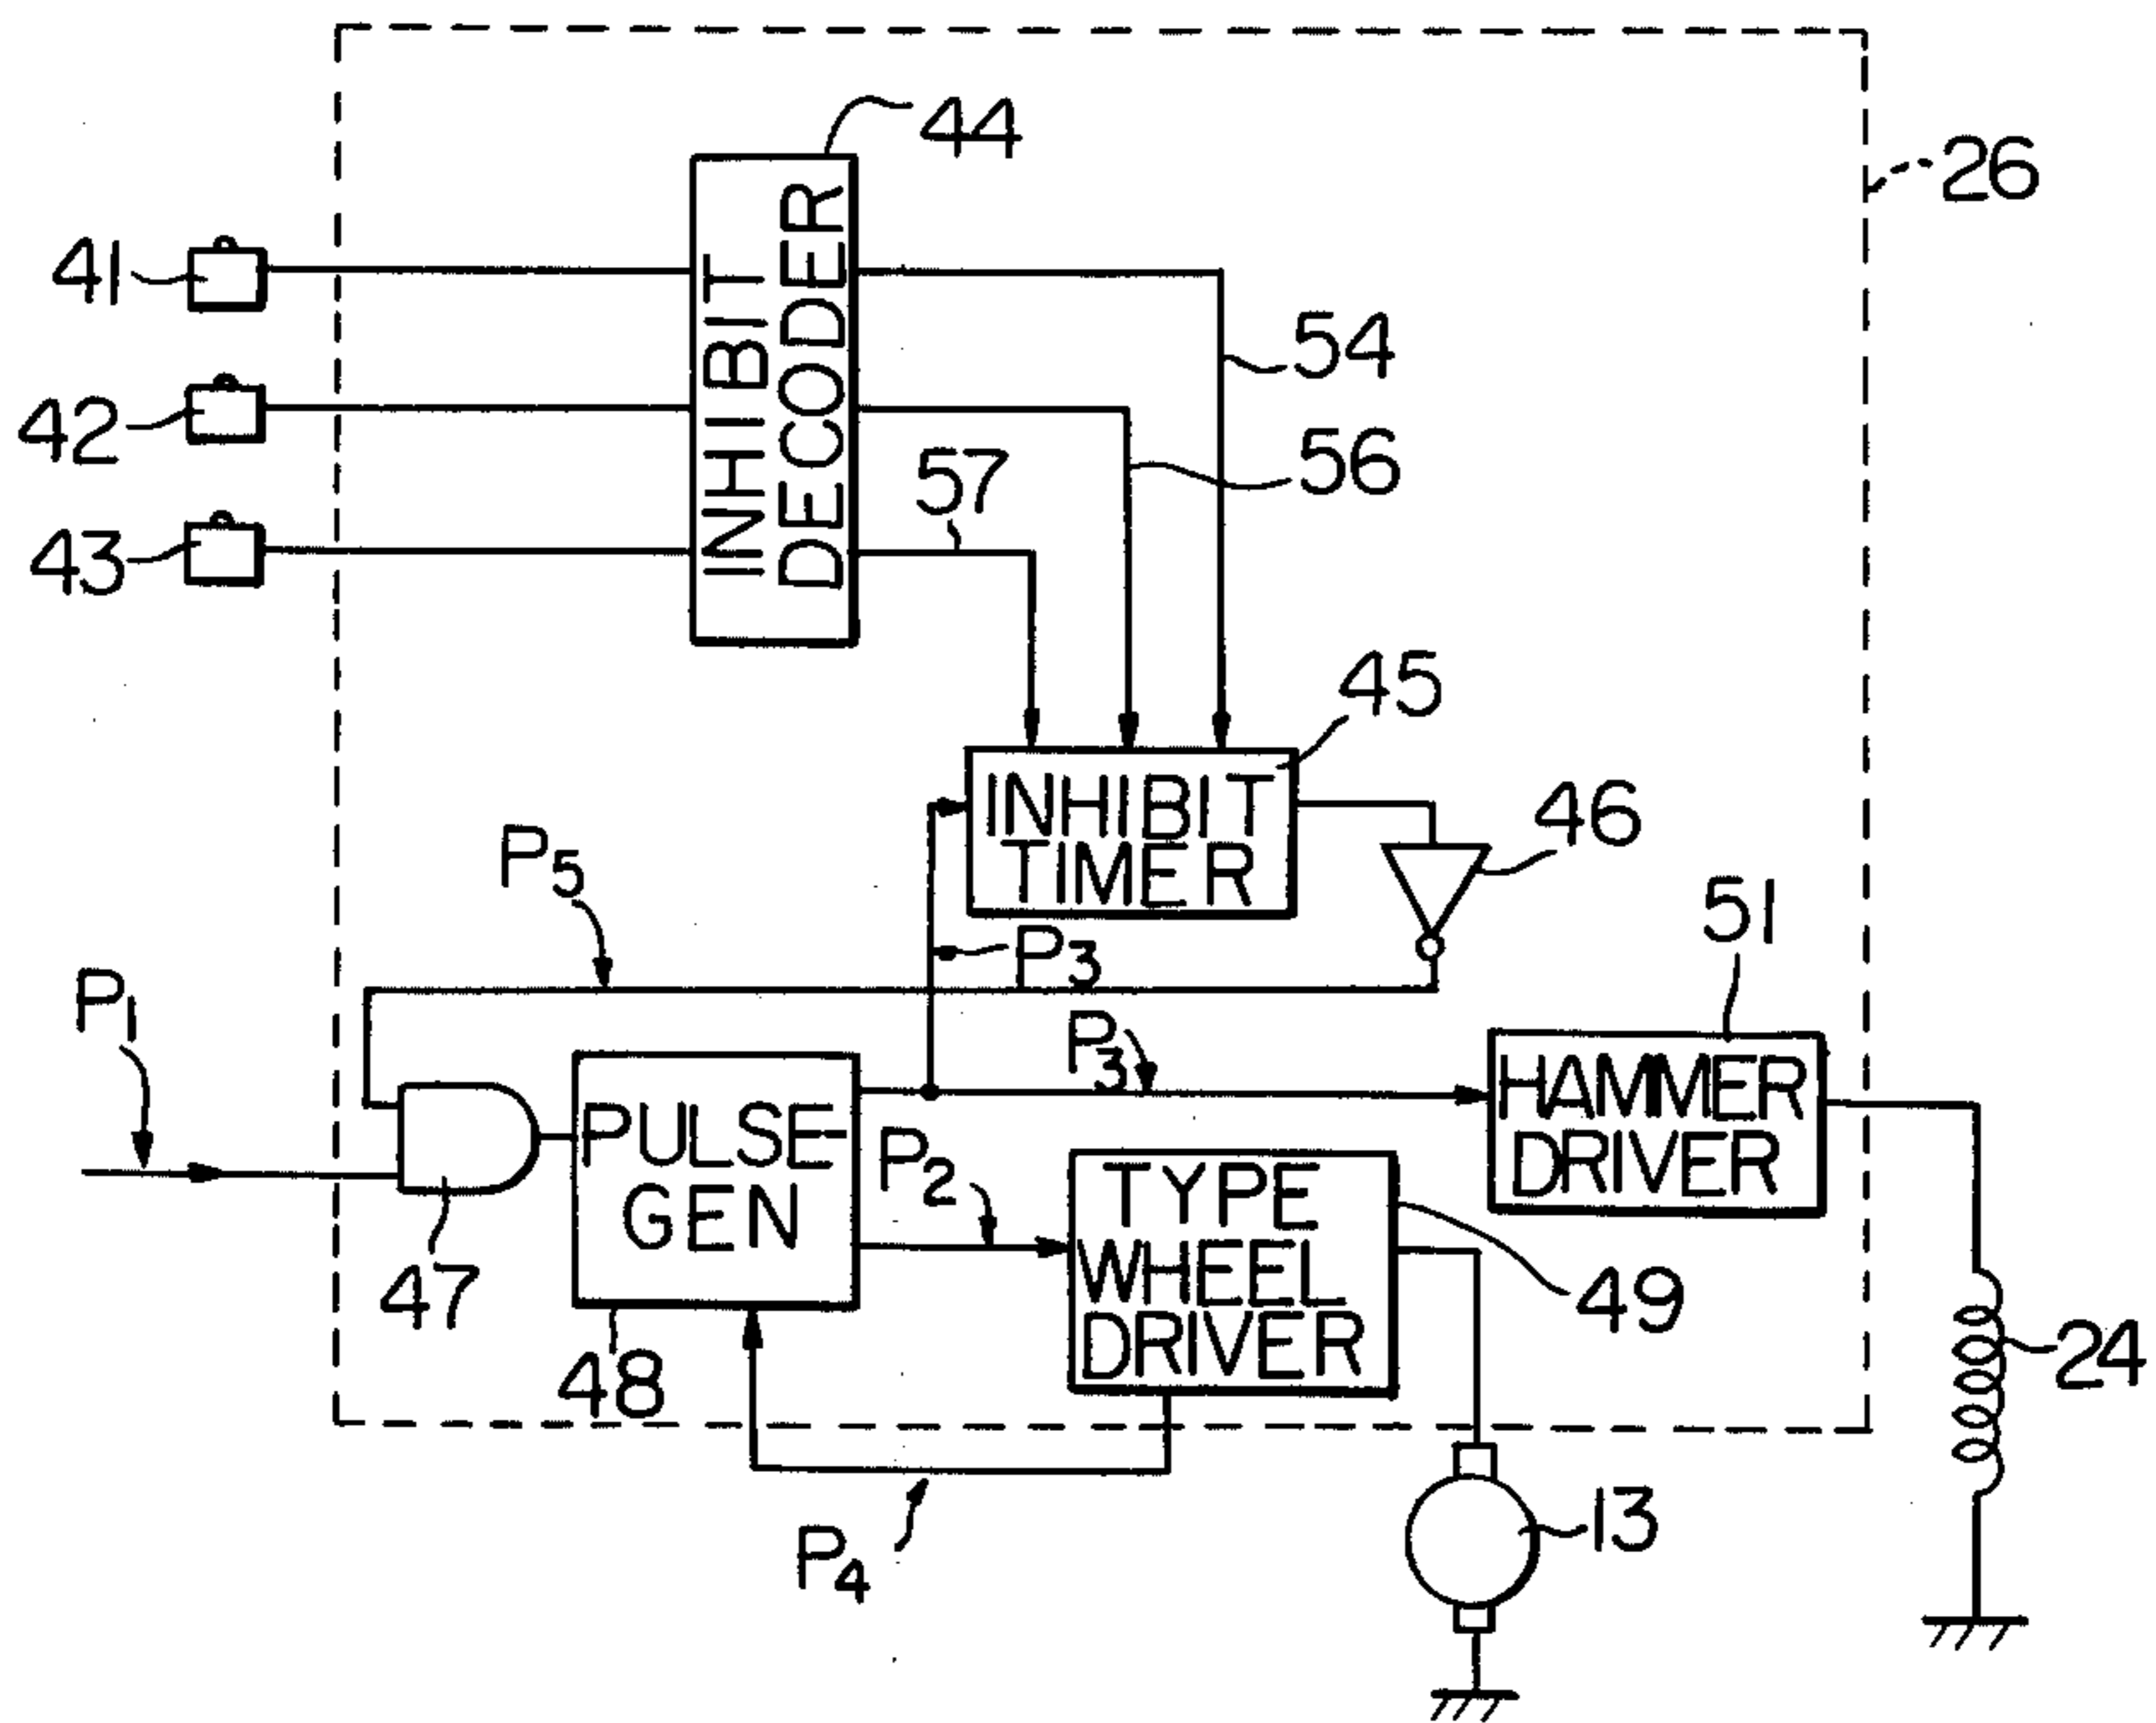 44
26
41
INHIBIT
DECODER
54
42
56
57
43
45
INHIBIT
TIMER
46
P5
51
P3
P1
P3
HAMMER
DRIVER
PULSE
GEN
P2
TYPE
WHEEL
DRIVER
47
49
48
24
P4
13